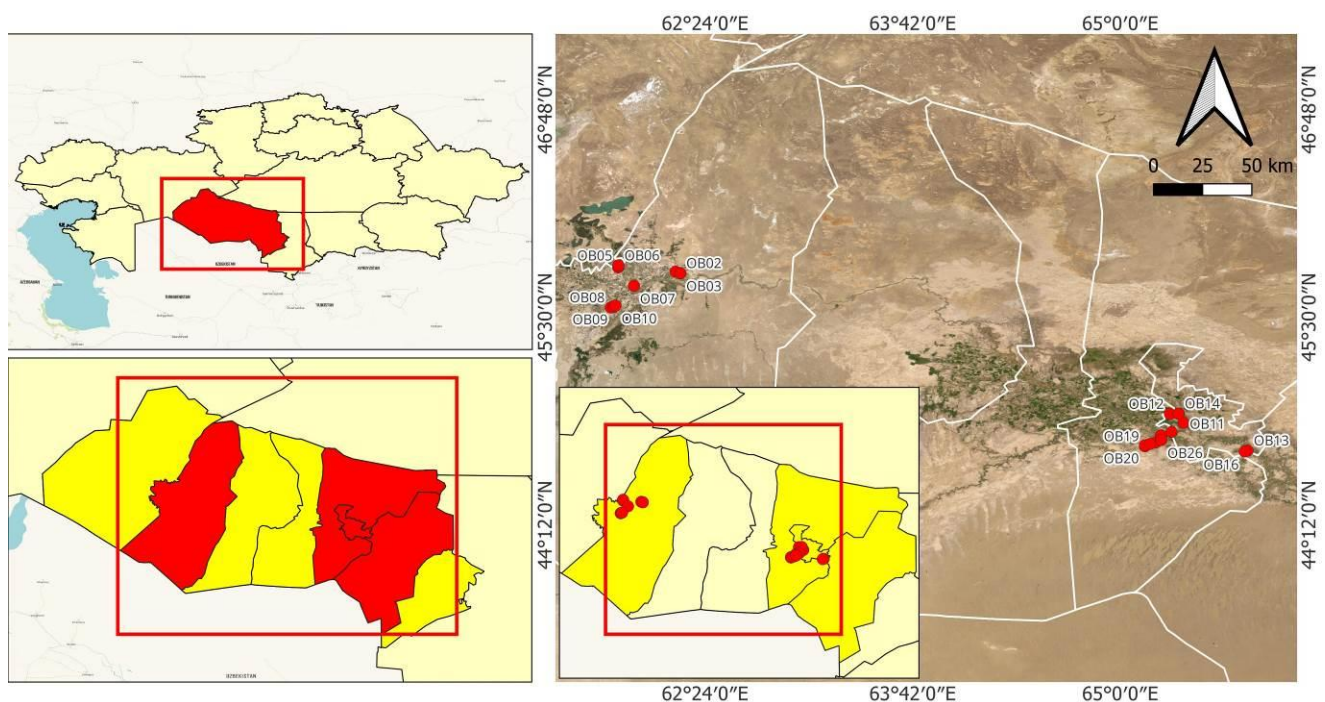 62°24′0″E
63°42′0″E
65°0′0″E
46°48′0″N
46°48′0″N
0 25 50 km
OB05
OB06
OB02
OB03
OB07
OB08
OB09
OB10
45°30′0″N
45°30′0″N
OB12
OB14
OB11
OB19
OB13
OB20
OB26
OB16
44°12′0″N
44°12′0″N
UZBEKISTAN
62°24′0″E
63°42′0″E
65°0′0″E